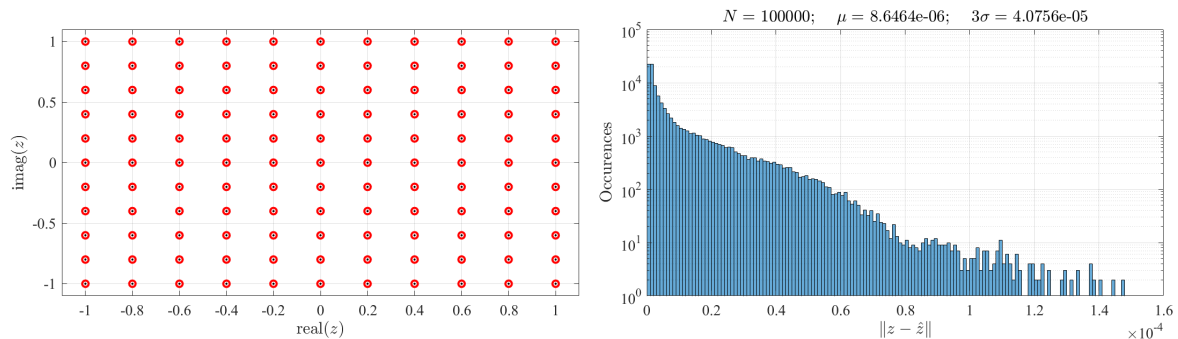 1
0.5
0
-0.5
-1
imag(z)
-1 -0.8 -0.6 -0.4 -0.2 0 0.2 0.4 0.6 0.8 1
real(z)
N = 100000; μ = 8.6464e-06; 3σ = 4.0756e-05
10^5
10^4
10^3
10^2
10^1
10^0
Occurences
0 0.2 0.4 0.6 0.8 1 1.2 1.4 1.6
×10^-4
‖z − ẑ‖